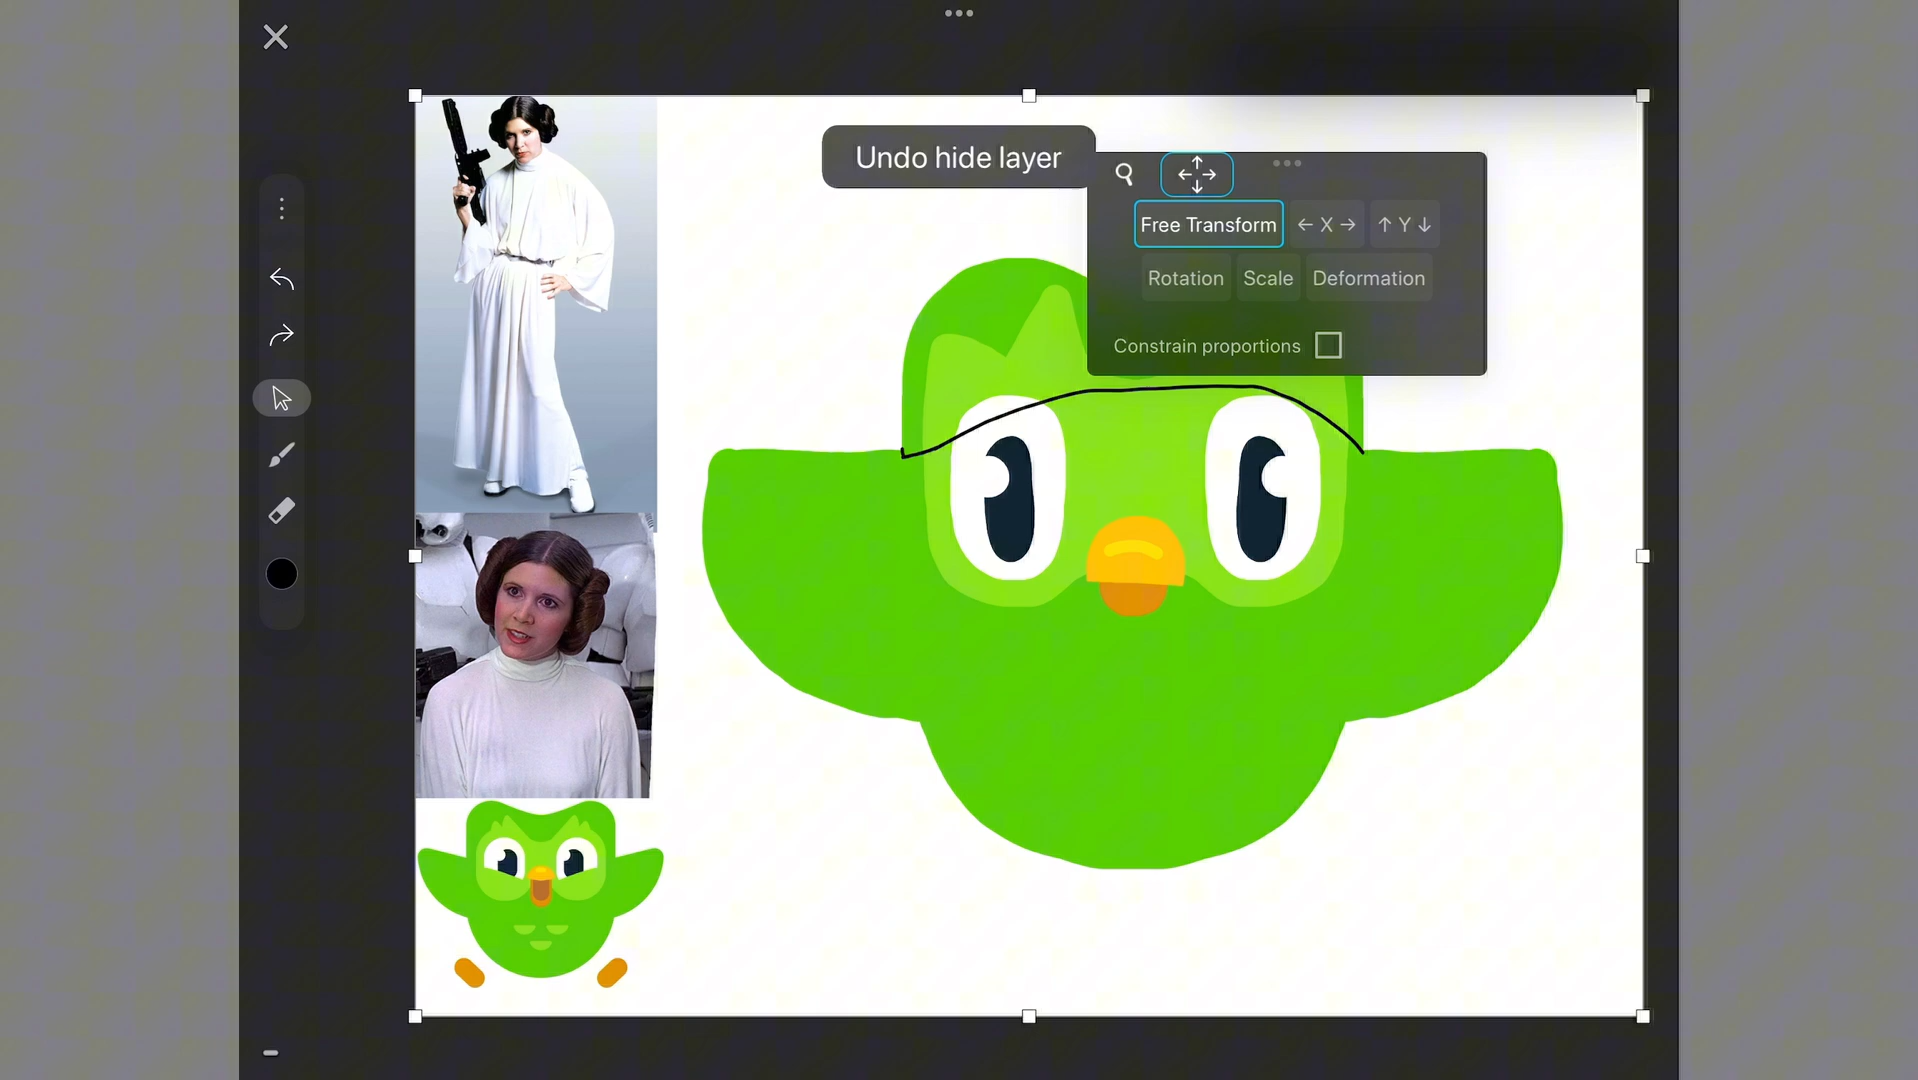 Undo hide layer
Free Transform
X
Y
Rotation
Scale
Deformation
Constrain proportions